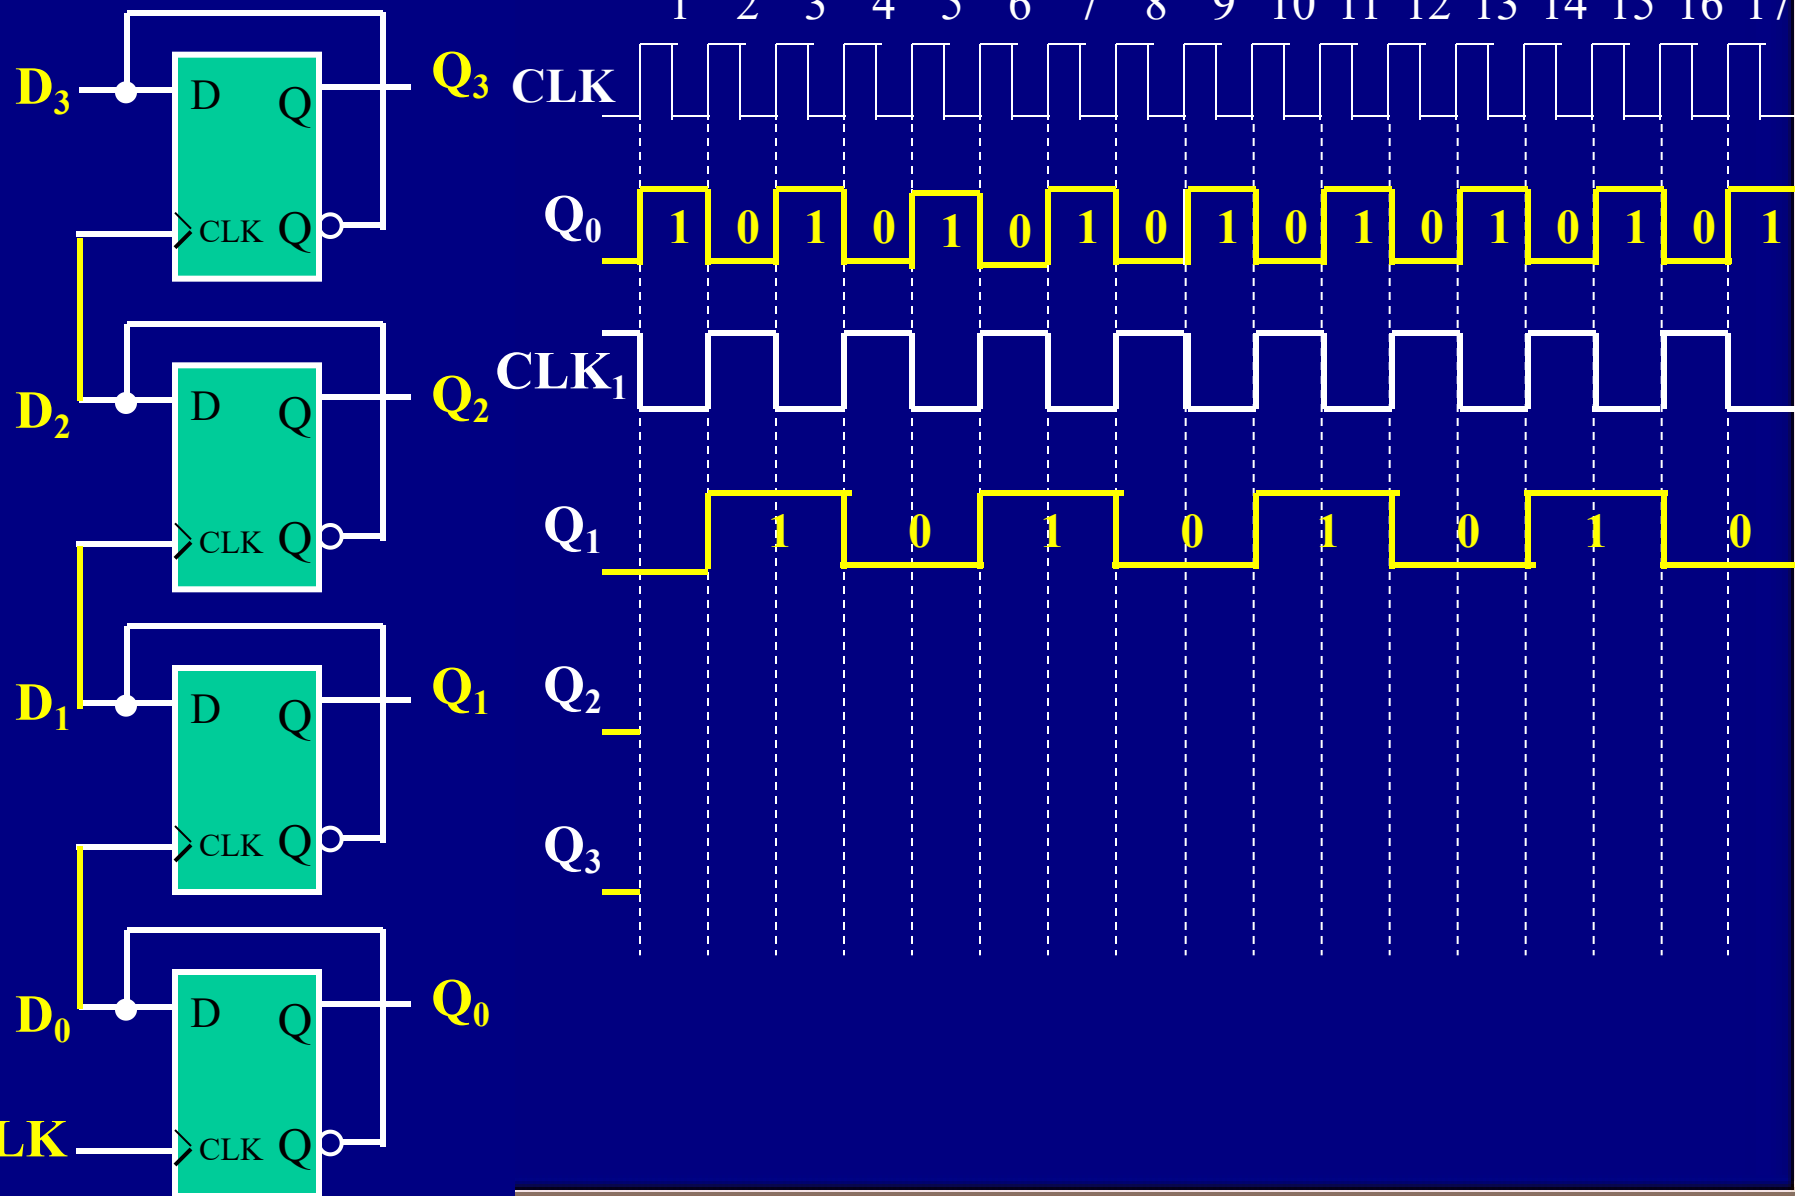 1 2 3 4 5 6 7 8 9 10 11 12 13 14 15 16 17
D3 D Q Q3
CLK Q
D2 D Q Q2
CLK Q
D1 D Q Q1
CLK Q
D0 D Q Q0
LK CLK Q
CLK
Q0 1 0 1 0 1 0 1 0 1 0 1 0 1 0 1 0 1
CLK1
Q1 1 0 1 0 1 0 1 0
Q2
Q3